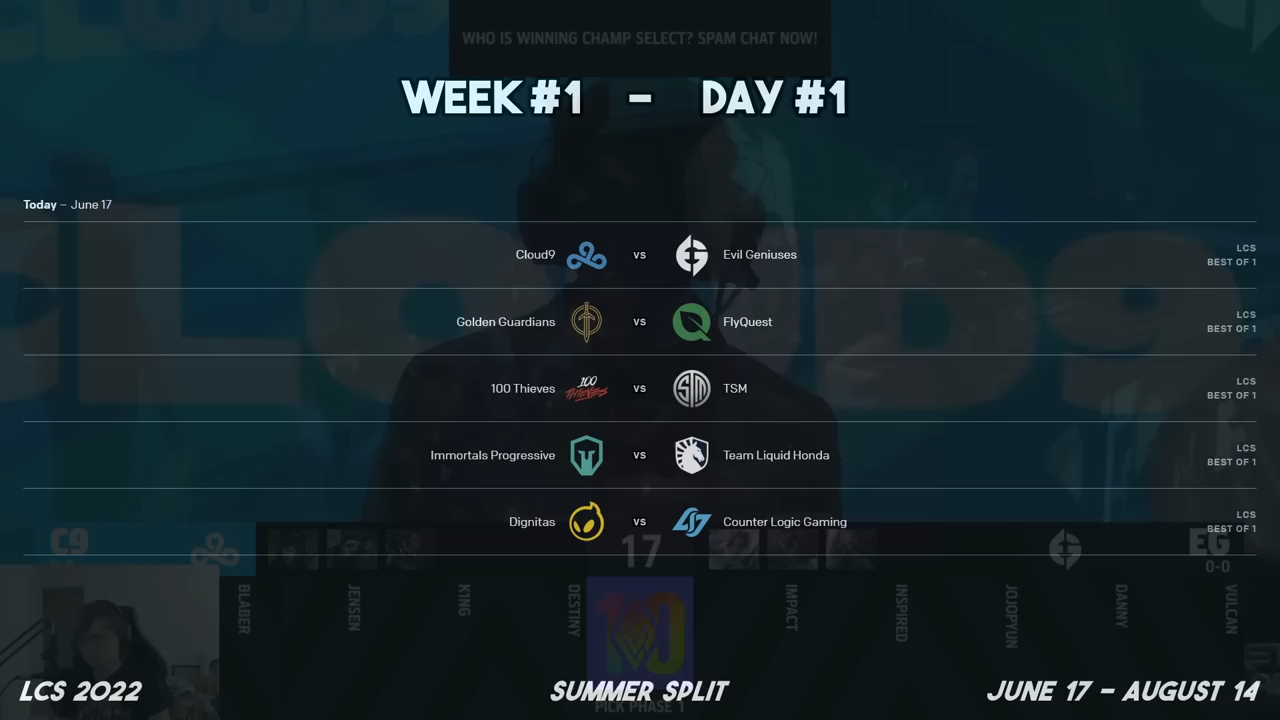 WHO IS WINNING CHAMP SELECT? SPAM CHAT NOW!
WEEK #1 - DAY #1
Today – June 17
Cloud9 VS Evil Geniuses
LCS
BEST OF 1
Golden Guardians VS FlyQuest
LCS
BEST OF 1
100 Thieves 100 THIEVES VS TSM TSM
LCS
BEST OF 1
Immortals Progressive VS Team Liquid Honda
LCS
BEST OF 1
Dignitas VS Counter Logic Gaming
LCS
BEST OF 1
C9 17 EG
0-0
BLABER JENSEN K1NG DESTINY IMPACT INSPIRED JOJOPYUN DANNY VULCAN
LCS 2022 SUMMER SPLIT JUNE 17 - AUGUST 14
PICK PHASE 1